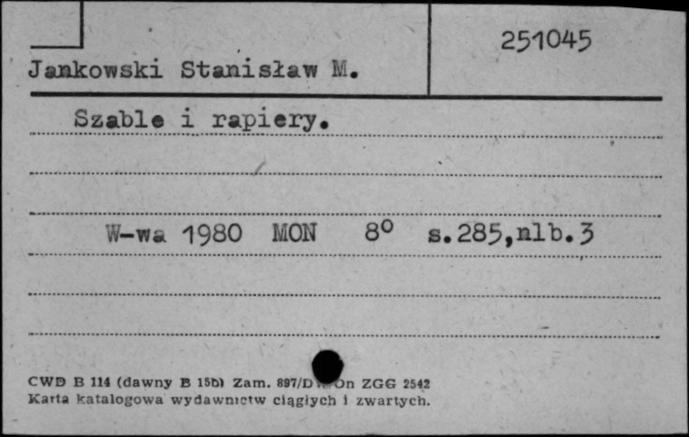 251045
Jankowski Stanisław M.
Szable i rapiery.
W-wa 1980 MON 8° s.285,nlb.3
CWD B 114 (dawny B 15b) Zam. 897/D On ZGG 2542
Karta katalogowa wydawnictw ciągłych i zwartych.